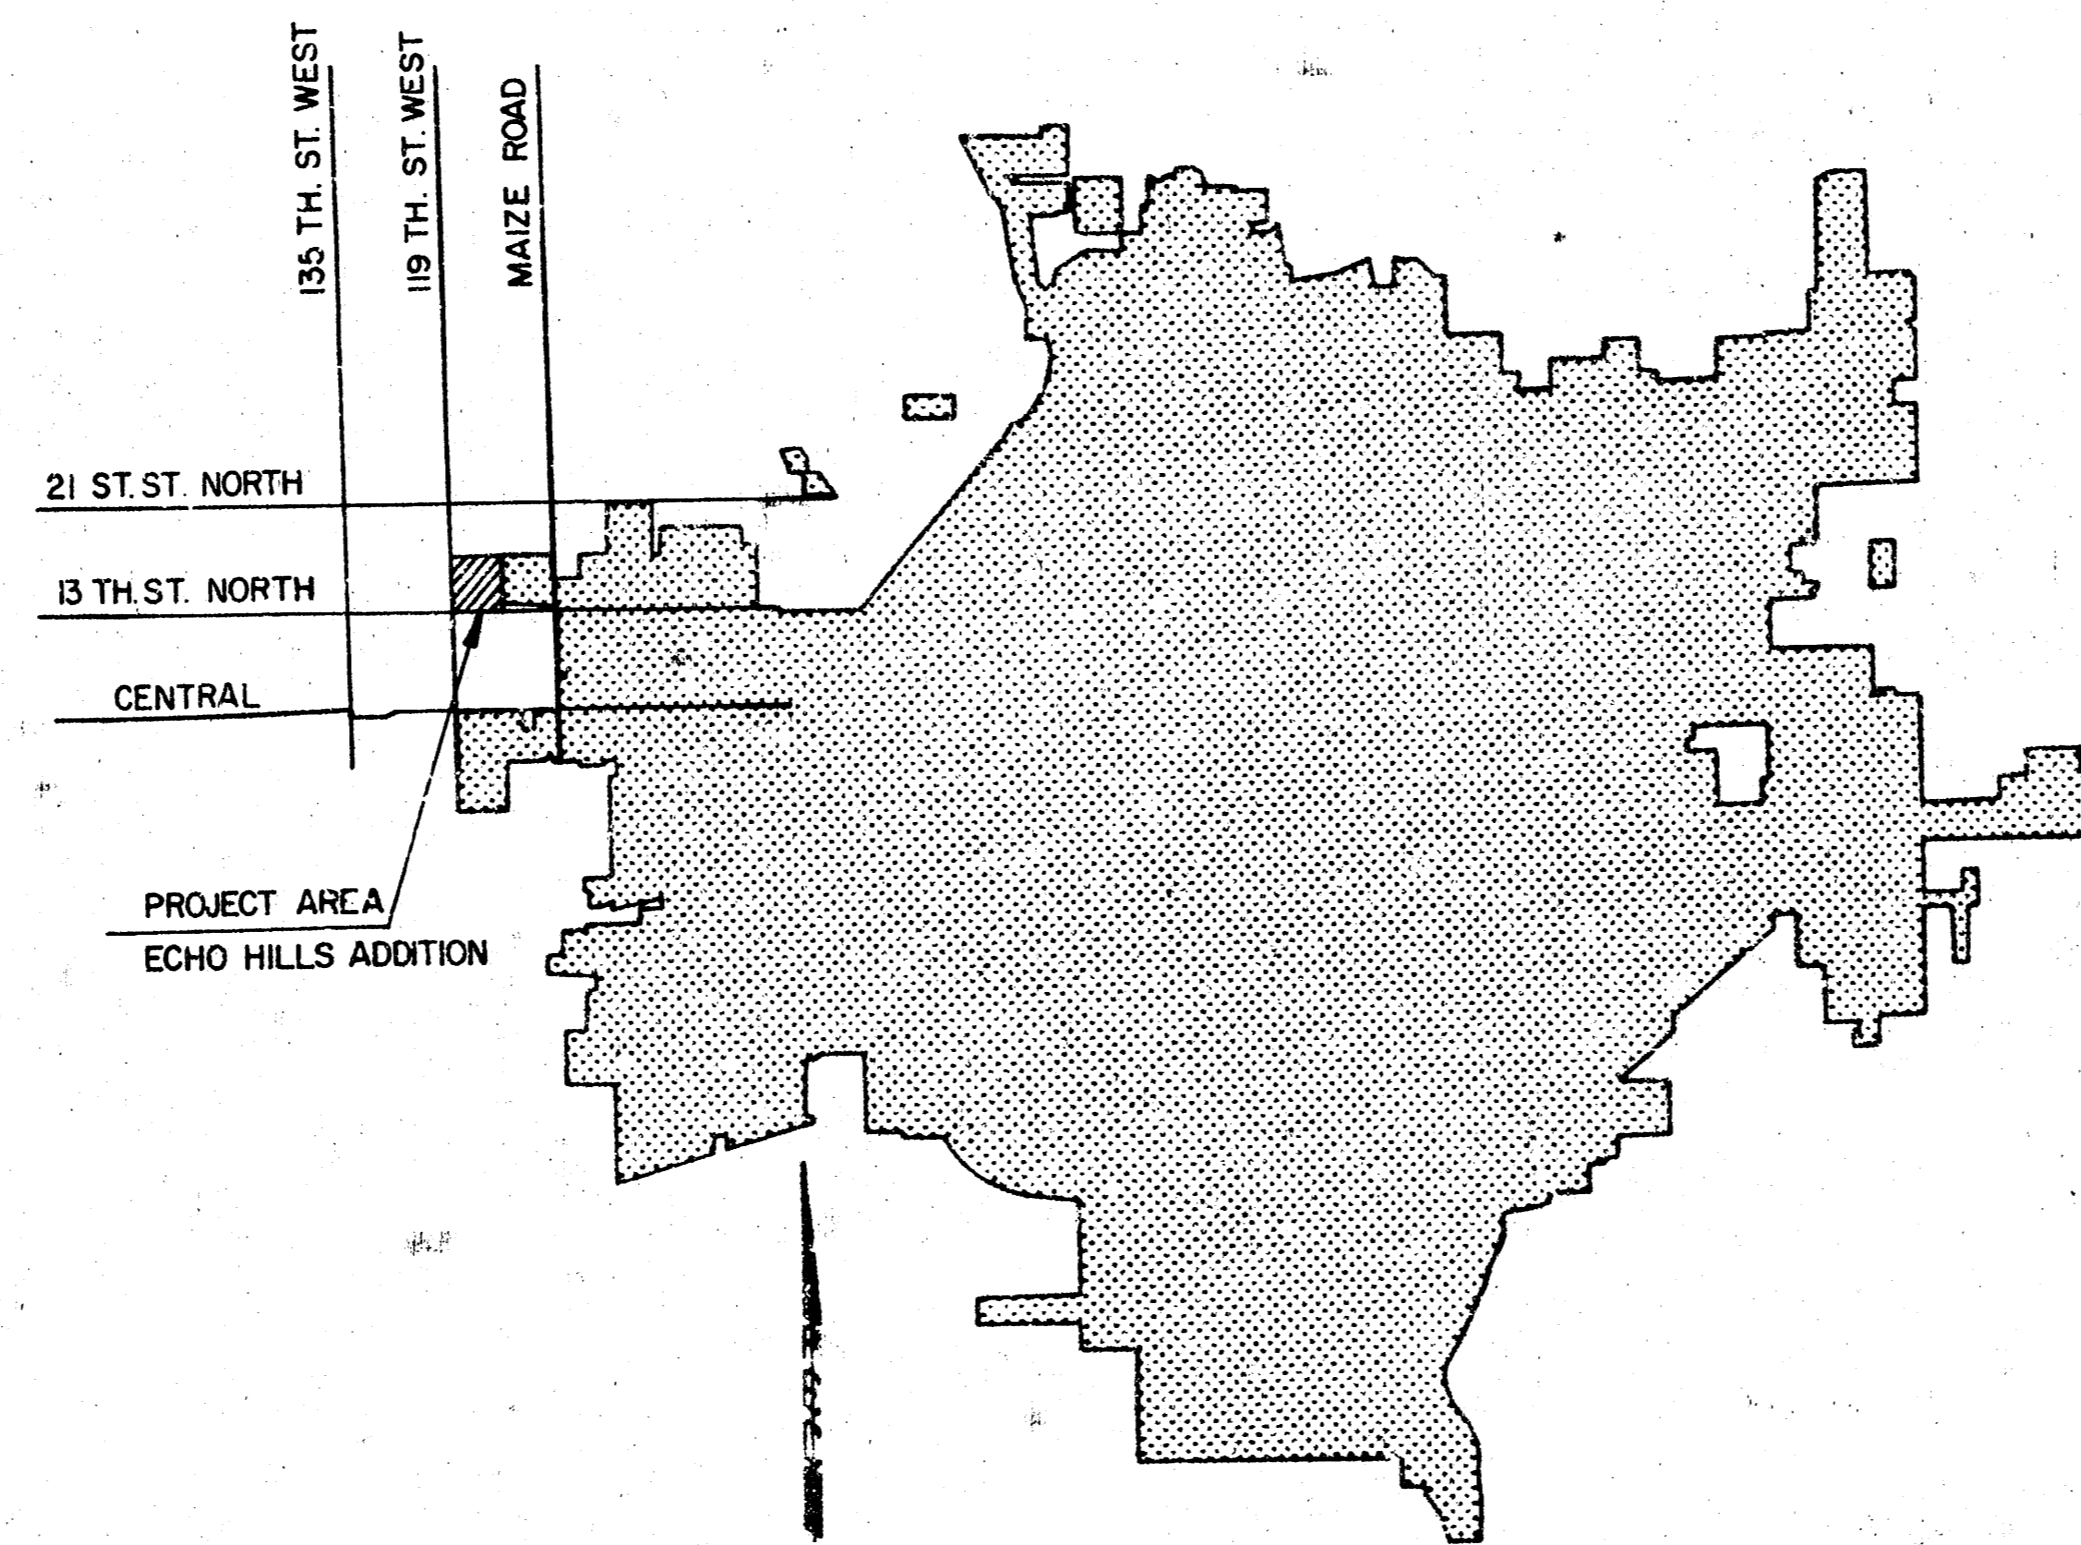 135 TH. ST. WEST
119 TH. ST. WEST
MAIZE ROAD
21 ST. ST. NORTH
13 TH. ST. NORTH
CENTRAL
PROJECT AREA
ECHO HILLS ADDITION